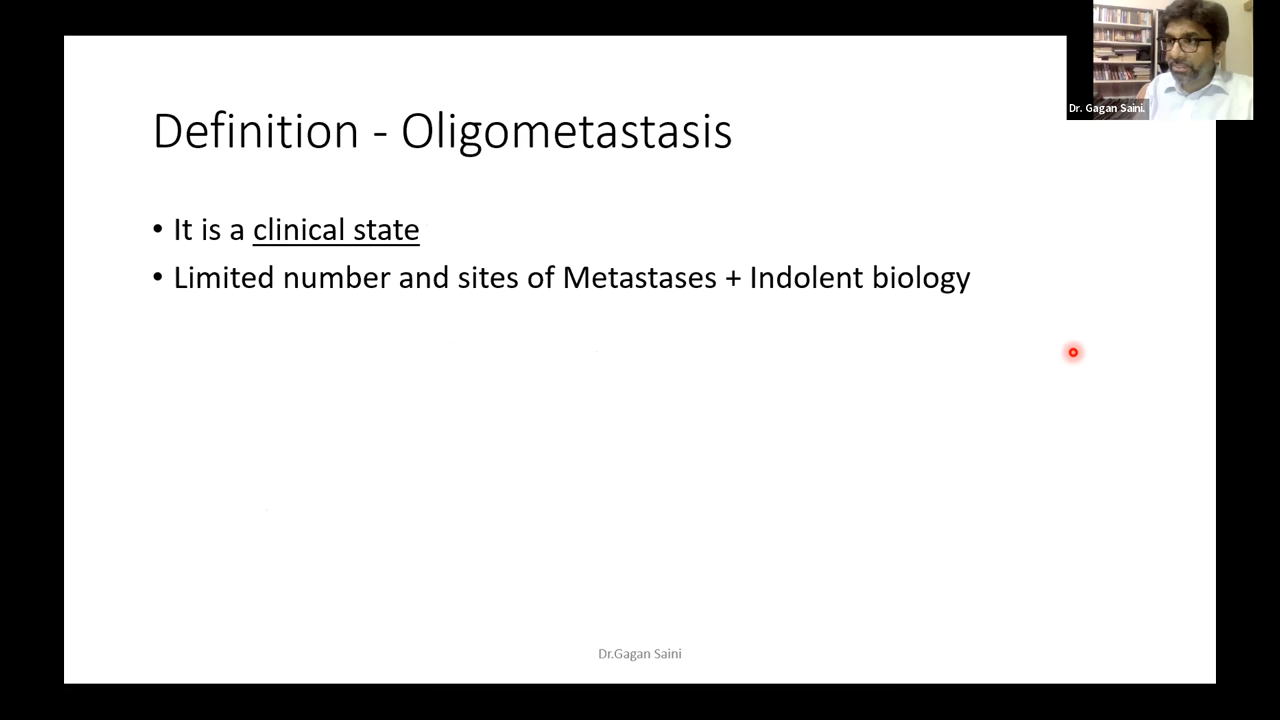 Dr. Gagan Saini.
Definition - Oligometastasis
• It is a clinical state
• Limited number and sites of Metastases + Indolent biology
Dr.Gagan Saini